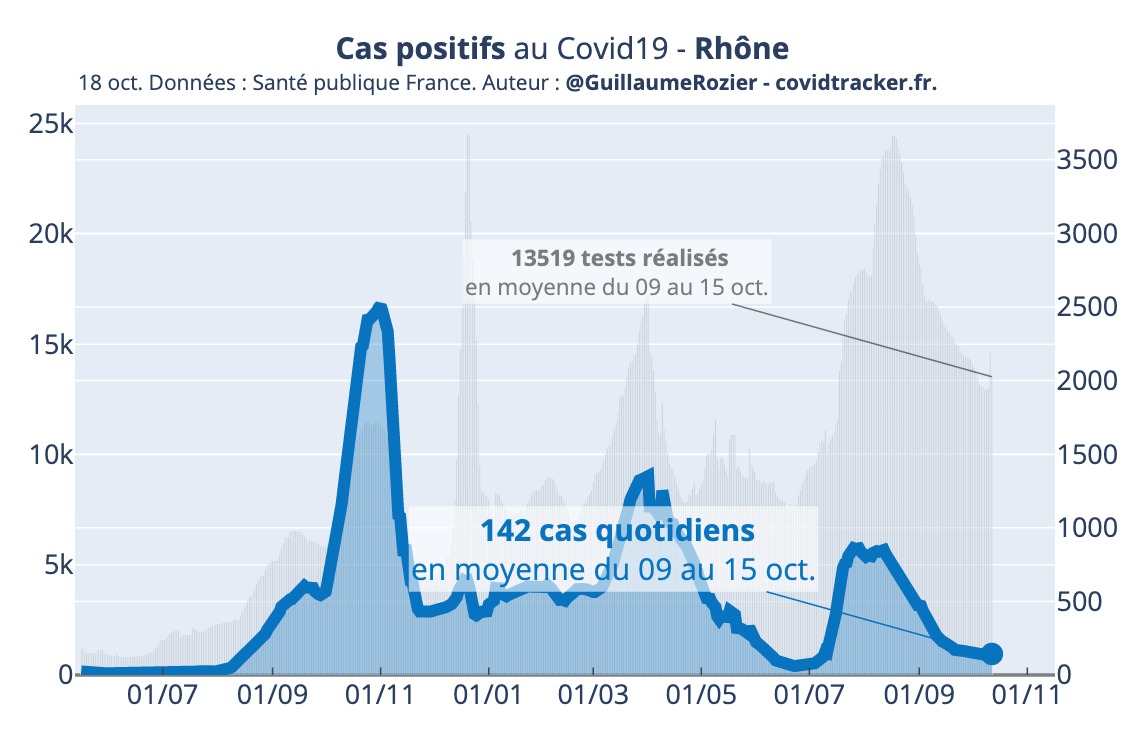 Cas positifs au Covid19 - Rhône
18 oct. Données : Santé publique France. Auteur : @GuillaumeRozier - covidtracker.fr.
25k
3500
20k
3000
13519 tests réalisés
en moyenne du 09 au 15 oct.
2500
15k
2000
10k
1500
142 cas quotidiens
1000
5k
en moyenne du 09 au 15 oct.
500
0
0
01/07
01/09
01/11
01/01
01/03
01/05
01/07
01/09
01/11